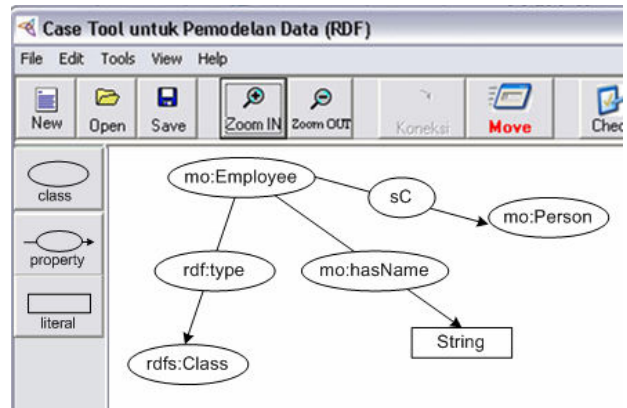 Case Tool untuk Pemodelan Data (RDF)
File Edit Tools View Help
New Open Save Zoom IN Zoom OUT Koneksi Move Chec
class
property
literal
mo:Employee
sC
mo:Person
rdf:type
mo:hasName
String
rdfs:Class